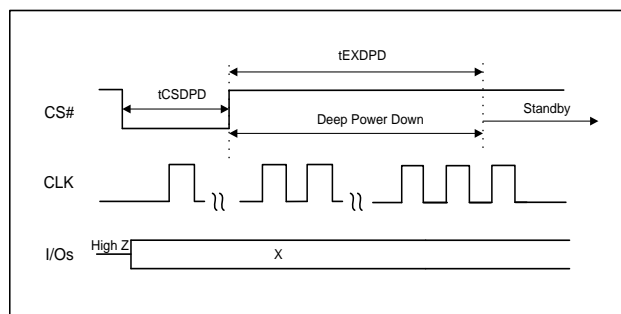 tEXDPD
tCSDPD
CS#
Deep Power Down
Standby
CLK
I/Os
High Z
X